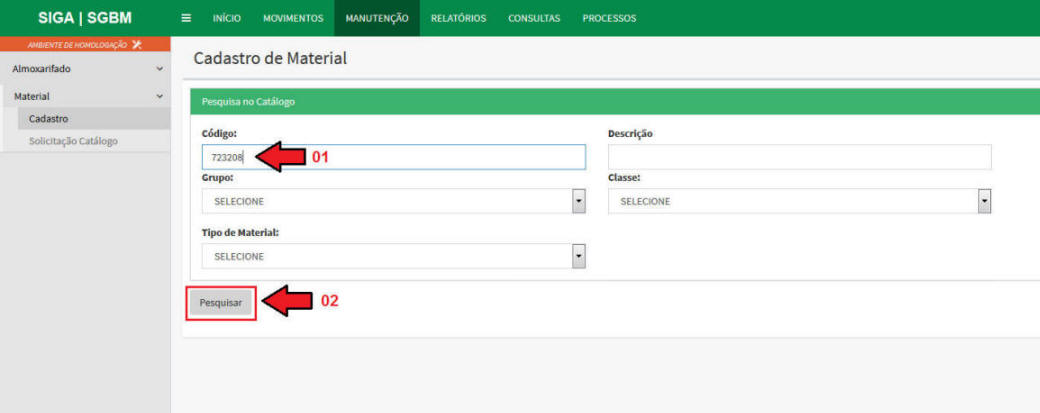 SIGA | SGBM
INÍCIO MOVIMENTOS MANUTENÇÃO RELATÓRIOS CONSULTAS PROCESSOS
AMBIENTE DE HOMOLOGAÇÃO
Almoxarifado
Material
Cadastro
Solicitação Catálogo
Cadastro de Material
Pesquisa no Catálogo
Código: Descrição
723208 01
Grupo: Classe:
SELECIONE SELECIONE
Tipo de Material:
SELECIONE
Pesquisar 02